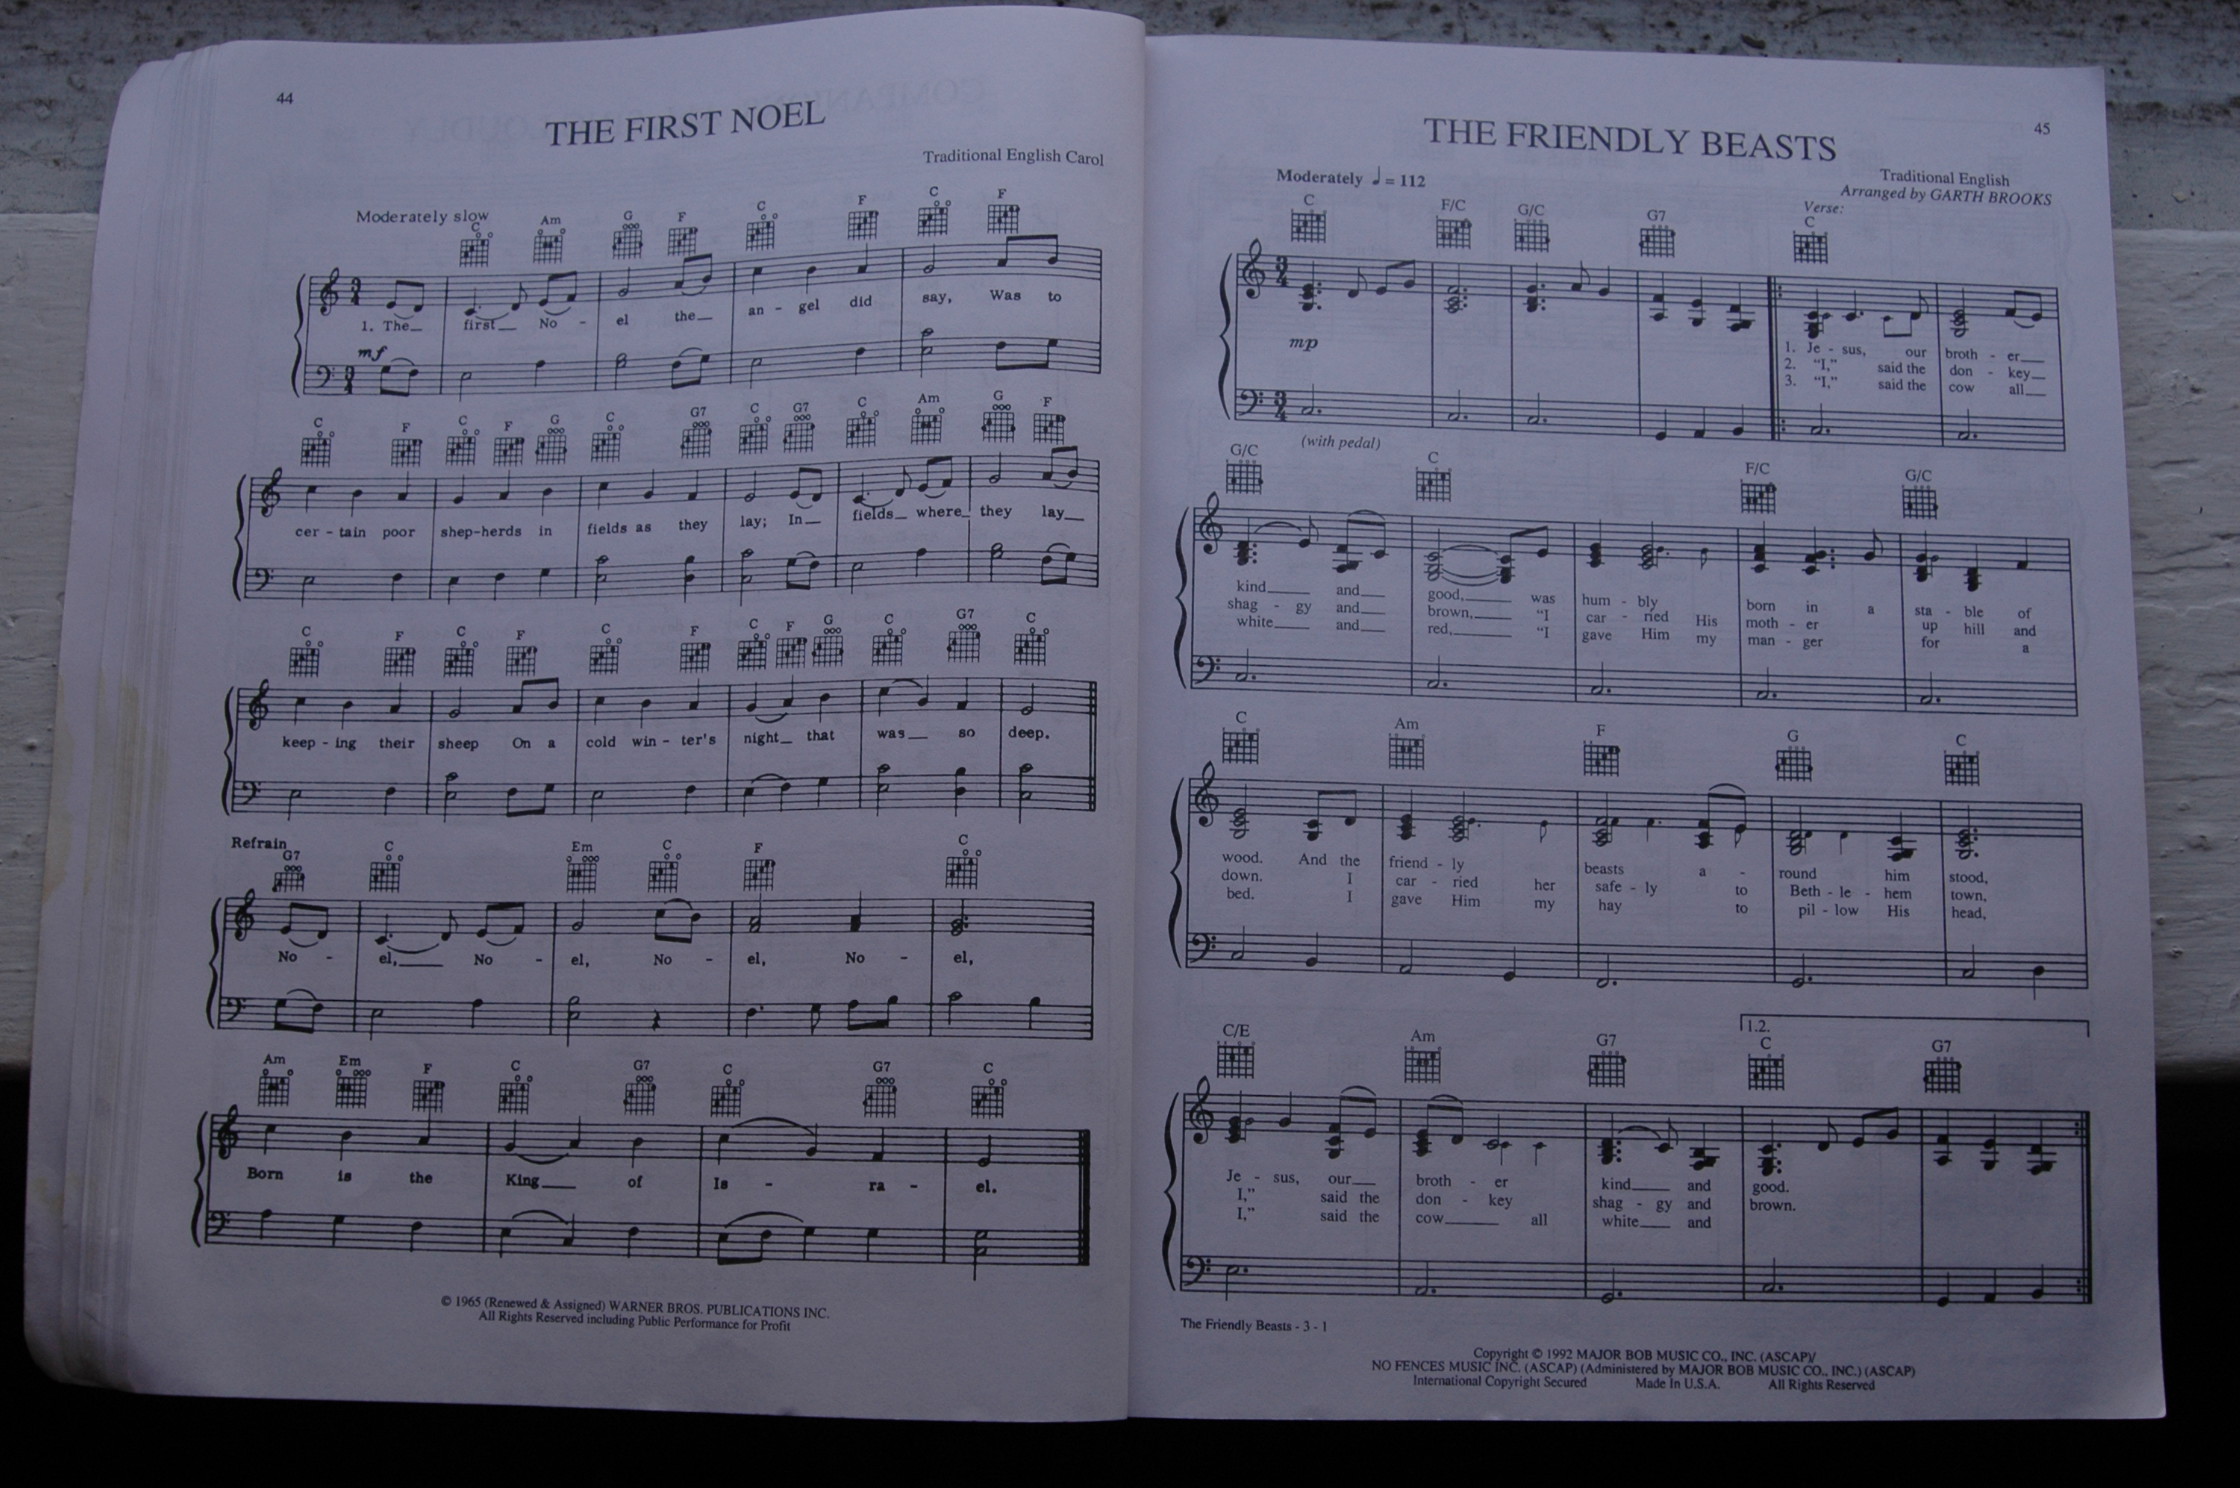 44
THE FIRST NOEL
Traditional English Carol
Moderately slow
C Am G F C F C F
1. The first No - el the an - gel did say, Was to
mf
C F C F G C G7 C G7 C Am G F
cer - tain poor shep-herds in fields as they lay; In fields where they lay
C F C F C F C F G C G7 C
keep - ing their sheep On a cold win - ter's night that was so deep.
Refrain
G7 C Em C F C
No - el, No - el, No - el, No - el,
Am Em F C G7 C G7 C
Born is the King of Is - ra - el.
© 1965 (Renewed & Assigned) WARNER BROS. PUBLICATIONS INC.
All Rights Reserved including Public Performance for Profit
45
THE FRIENDLY BEASTS
Traditional English
Arranged by GARTH BROOKS
Moderately ♩ = 112
Verse:
C F/C G/C G7 C
mp
1. Je - sus, our broth - er
2. "I," said the don - key
3. "I," said the cow all
(with pedal)
G/C C F/C G/C
kind and good, was hum - bly born in a sta - ble of
shag - gy and brown, "I car - ried His moth - er up hill and
white and red, "I gave Him my man - ger for a
C Am F G C
wood. And the friend - ly beasts a - round him stood,
down. I car - ried her safe - ly to Beth - le - hem town,
bed. I gave Him my hay to pil - low His head,
1.2.
C/E Am G7 C G7
Je - sus, our broth - er kind and good.
I," said the don - key shag - gy and brown.
I," said the cow all white and
The Friendly Beasts - 3 - 1
Copyright © 1992 MAJOR BOB MUSIC CO., INC. (ASCAP)/
NO FENCES MUSIC INC. (ASCAP) (Administered by MAJOR BOB MUSIC CO., INC.) (ASCAP)
International Copyright Secured Made In U.S.A. All Rights Reserved